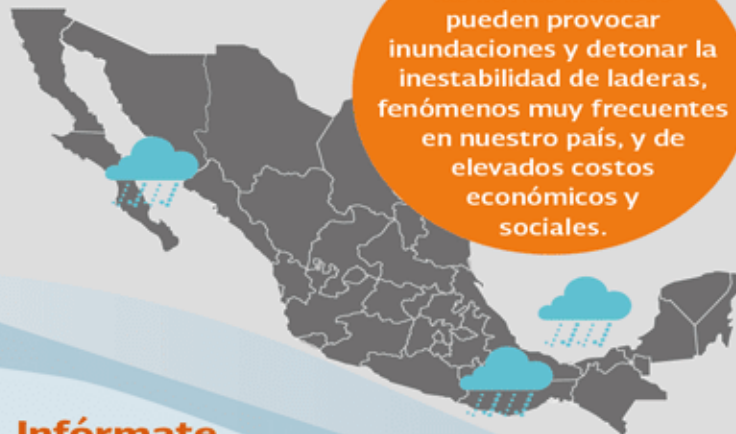 pueden provocar
inundaciones y detonar la
inestabilidad de laderas,
fenómenos muy frecuentes
en nuestro país, y de
elevados costos
económicos y
sociales.
Infórmate